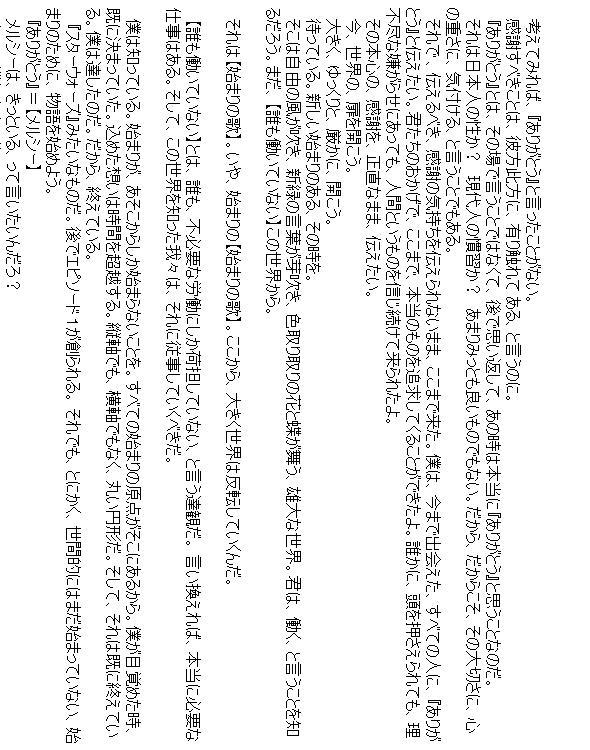 考えてみれば、『ありがとう』と言ったことがない。
感謝すべきことは、彼方此方に、有り触れて ある、と言うのに。
『ありがとう』とは、その場で言うことではなくて、後で思い返して、あの時は本当に『ありがとう』と思うことなのだ。
それは日本人の性か？　現代人の慣習か？　あまりみっとも良いものでもない。だから、だからこそ、その大切さに、心
の重さに、気付ける、と言うことでもある。
それで、伝えるべき、感謝の気持ちを伝えられないまま、ここまで来た。僕は、今まで出会えた、すべての人に、『ありが
とう』と伝えたい。君たちのおかげで、ここまで、本当のものを追求してくることができたよ。誰かに、頭を押さえられても、理
不尽な嫌がらせにあっても、人間というものを信じ続けて来られたよ。
その本心の、感謝を、正直なまま、伝えたい。
今、世界の、扉を開こう。
大きく、ゆっくりと、厳かに、開こう。
待っている。新しい始まりのある、その時を。
そこは自由の風が吹き、新緑の言葉が芽吹き、色取り取りの花と蝶が舞う、雄大な世界。君は、働く、と言うことを知
るだろう。まだ、【誰も働いていない】この世界から。
それは【始まりの歌】。いや、始まりの【始まりの歌】。ここから、大きく世界は反転していくんだ。
【誰も働いていない】とは、誰も、不必要な労働にしか荷担していない、と言う達観だ。言い換えれば、本当に必要な
仕事はある。そして、この世界を知った我々は、それに従事していくべきだ。
僕は知っている。始まりが、あそこからしか始まらないことを。すべての始まりの原点がそこにあるから。僕が目覚めた時、
既に決まっていた。込めた想いは時間を超越する。縦軸でも、横軸でもなく、丸い円形だ。そして、それは既に終えてい
る。僕は達したのだ。だから、終えている。
『スターウォーズ』みたいなものだ。後でエピソード１が創られる。それでも、とにかく、世間的にはまだ始まっていない、始
まりのために、物語を始めよう。
『ありがとう』＝【メルシー】
メルシーは、きっといる、って言いたいんだろ？